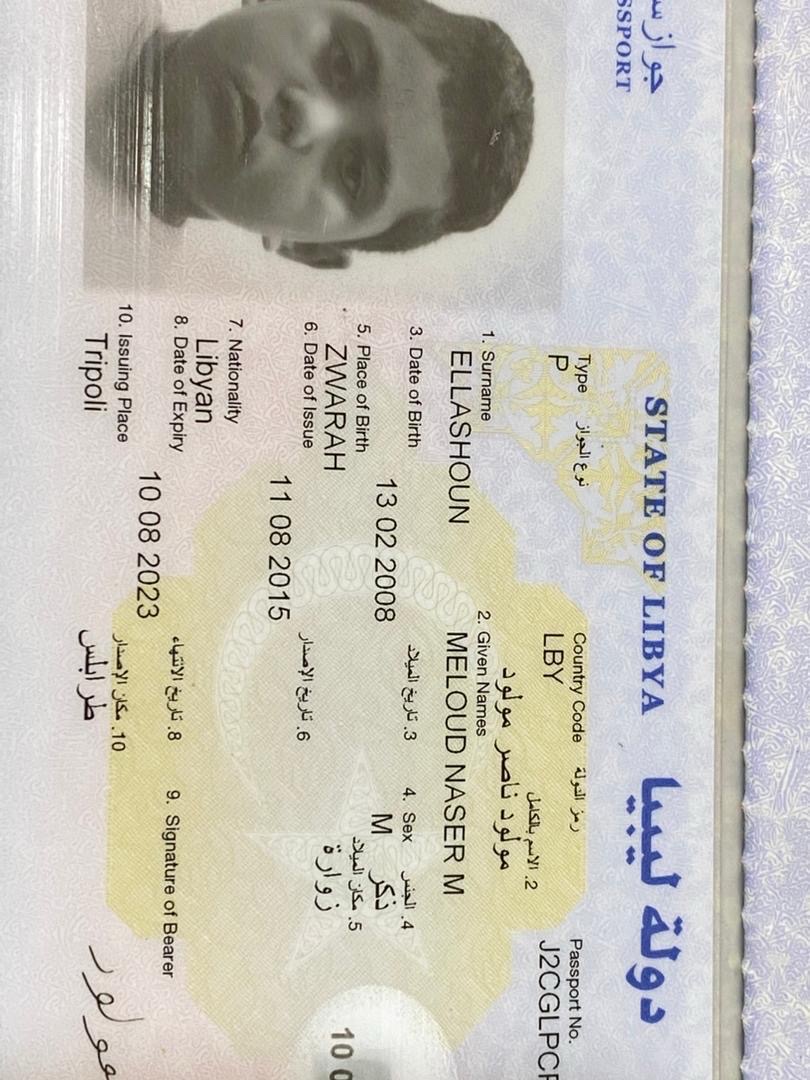 جواز س
SSPORT
STATE OF LIBYA دولة ليبيا
Type نوع الجواز Country Code رمز الدولة Passport No.
P LBY J2CGLPC
2. الاسم بالكامل
مولود ناصر مولود
1. Surname 2. Given Names
ELLASHOUN MELOUD NASER M
3. Date of Birth 3. تاريخ الميلاد 4. Sex 4. الجنس
13 02 2008 M ذكر
5. Place of Birth 5. مكان الميلاد
ZWARAH زوارة
6. Date of Issue 6. تاريخ الإصدار
11 08 2015
7. Nationality
Libyan
8. Date of Expiry 8. تاريخ الانتهاء 9. Signature of Bearer
10 08 2023
10. Issuing Place 10. مكان الإصدار
Tripoli طرابلس
مولود
10 0